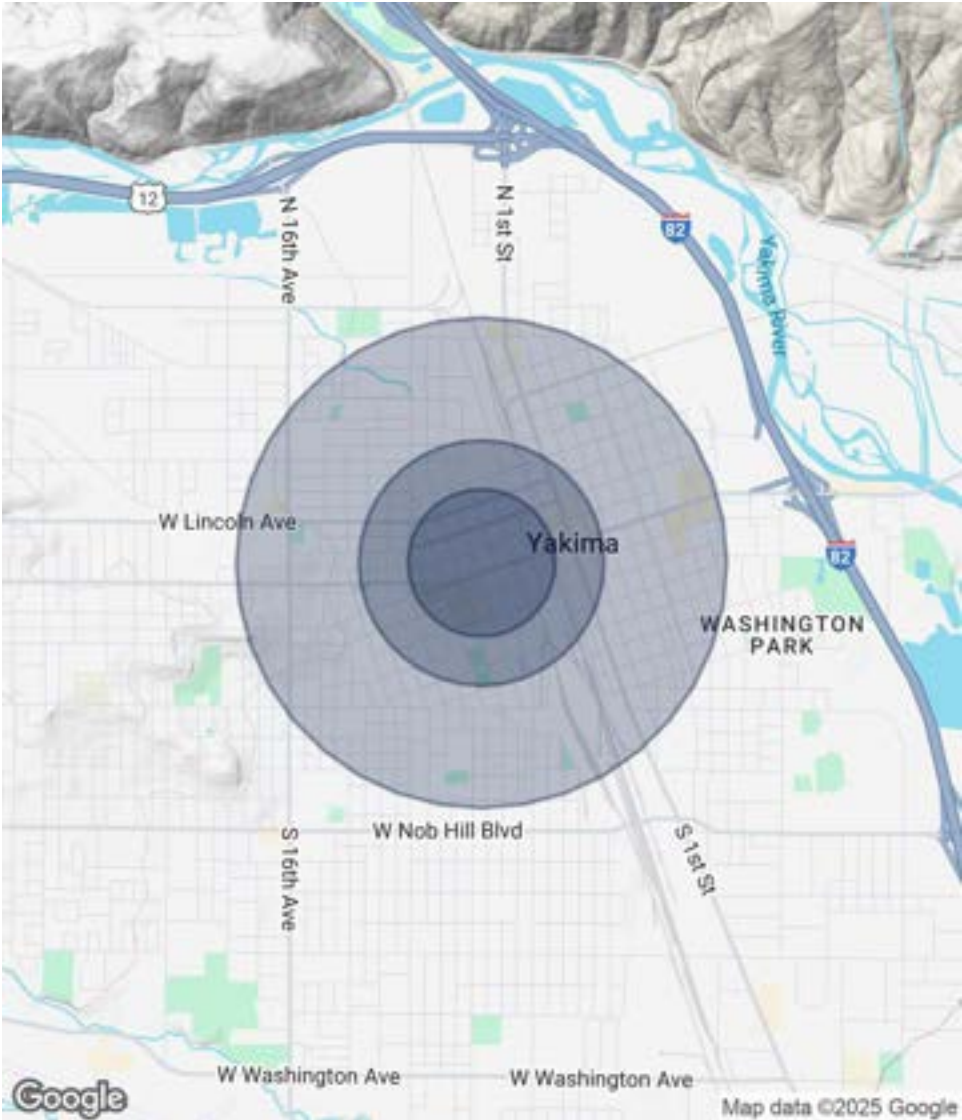 12
N 16th Ave
N 1st St
82
Yakima River
W Lincoln Ave
Yakima
82
WASHINGTON
PARK
W Nob Hill Blvd
S 16th Ave
S 1st St
W Washington Ave
W Washington Ave
Google
Map data ©2025 Google